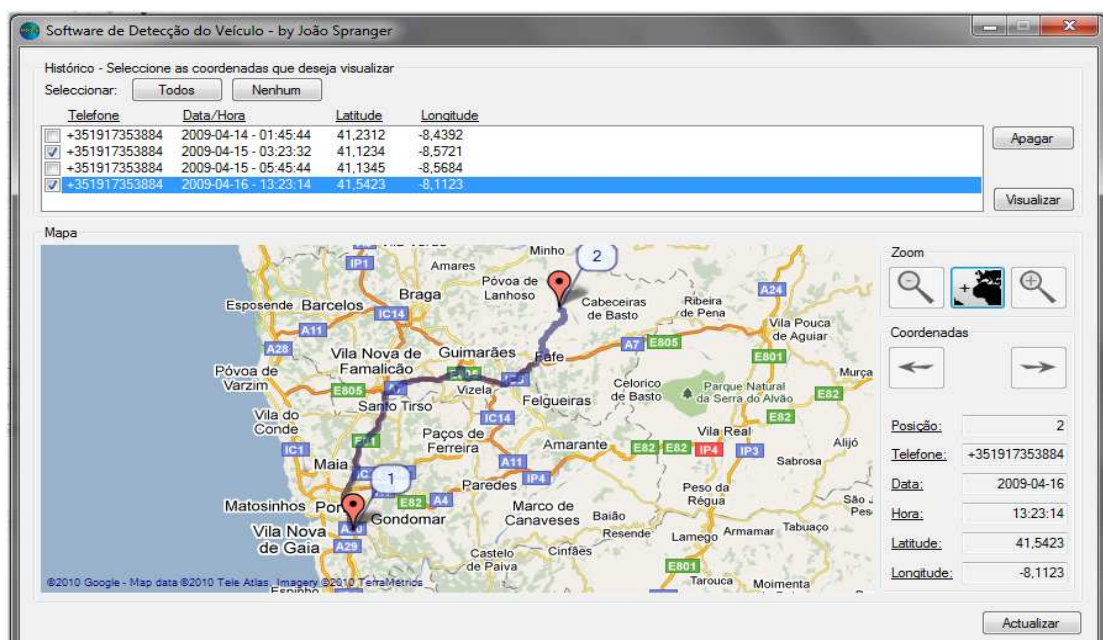 Software de Detecção do Veículo - by João Spranger
Histórico - Seleccione as coordenadas que deseja visualizar
Seleccionar: Todos Nenhum
Telefone Data/Hora Latitude Longitude
+351917353884 2009-04-14 - 01:45:44 41,2312 -8,4392
+351917353884 2009-04-15 - 03:23:32 41,1234 -8,5721
+351917353884 2009-04-15 - 05:45:44 41,1345 -8,5684
+351917353884 2009-04-16 - 13:23:14 41,5423 -8,1123
Apagar
Visualizar
Mapa
Minho
2
IP1
Amares
Póvoa de
Lanhoso
Braga
Esposende Barcelos
IC14
Cabeceiras
de Basto
Ribeira
de Pena
A24
A11
A28
Vila Pouca
de Aguiar
Vila Nova de
Famalicão
Guimarães
Fafe
A7 E805
E801
Póvoa de
Varzim
E805
Vizela
Celorico
de Basto
Parque Natural
da Serra do Alvão
Murça
E82
Santo Tirso
Felgueiras
Vila do
Conde
IC14
E82
IC1
Paços de
Ferreira
Amarante
Vila Real
E82 E82 IP4 IP3
Alijó
Sabrosa
Maia
1
A11
IP4
Paredes
E82 A4
Matosinhos
Gondomar
Marco de
Canaveses
Baião
Peso da
Régua
Vila Nova
de Gaia
A29
Resende
Lamego
Armamar
Tabuaço
Castelo
de Paiva
Cinfães
E801
Tarouca
Moimenta
Espinho
©2010 Google - Map data ©2010 Tele Atlas, Imagery ©2010 TerraMetrics
Zoom
Coordenadas
Posição: 2
Telefone: +351917353884
Data: 2009-04-16
Hora: 13:23:14
Latitude: 41,5423
Longitude: -8,1123
Actualizar